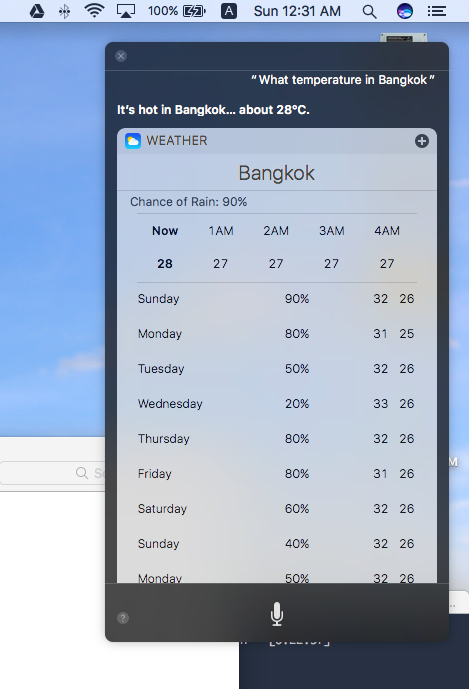 100% A Sun 12:31 AM
“What temperature in Bangkok”
It’s hot in Bangkok... about 28°C.
WEATHER
Bangkok
Chance of Rain: 90%
Now 1AM 2AM 3AM 4AM
28 27 27 27 27
Sunday 90% 32 26
Monday 80% 31 25
Tuesday 50% 32 26
Wednesday 20% 33 26
Thursday 80% 32 26
Friday 80% 31 26
Saturday 60% 32 26
Sunday 40% 32 26
Monday 50% 32 26
?